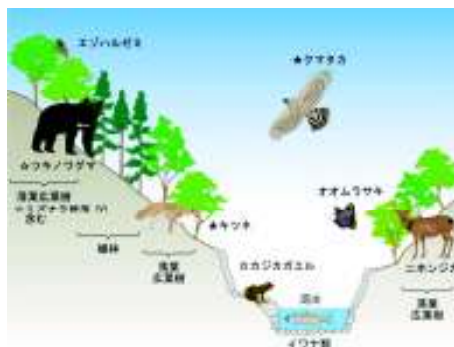 エゾハルゼミ
★クマタカ
☆ツキノワグマ
オオムラサキ
落葉広葉樹
含む
★キツネ
植林
☆カジカガエル
ニホンジカ
落葉
広葉樹
渓流
落葉
広葉樹
イワナ類